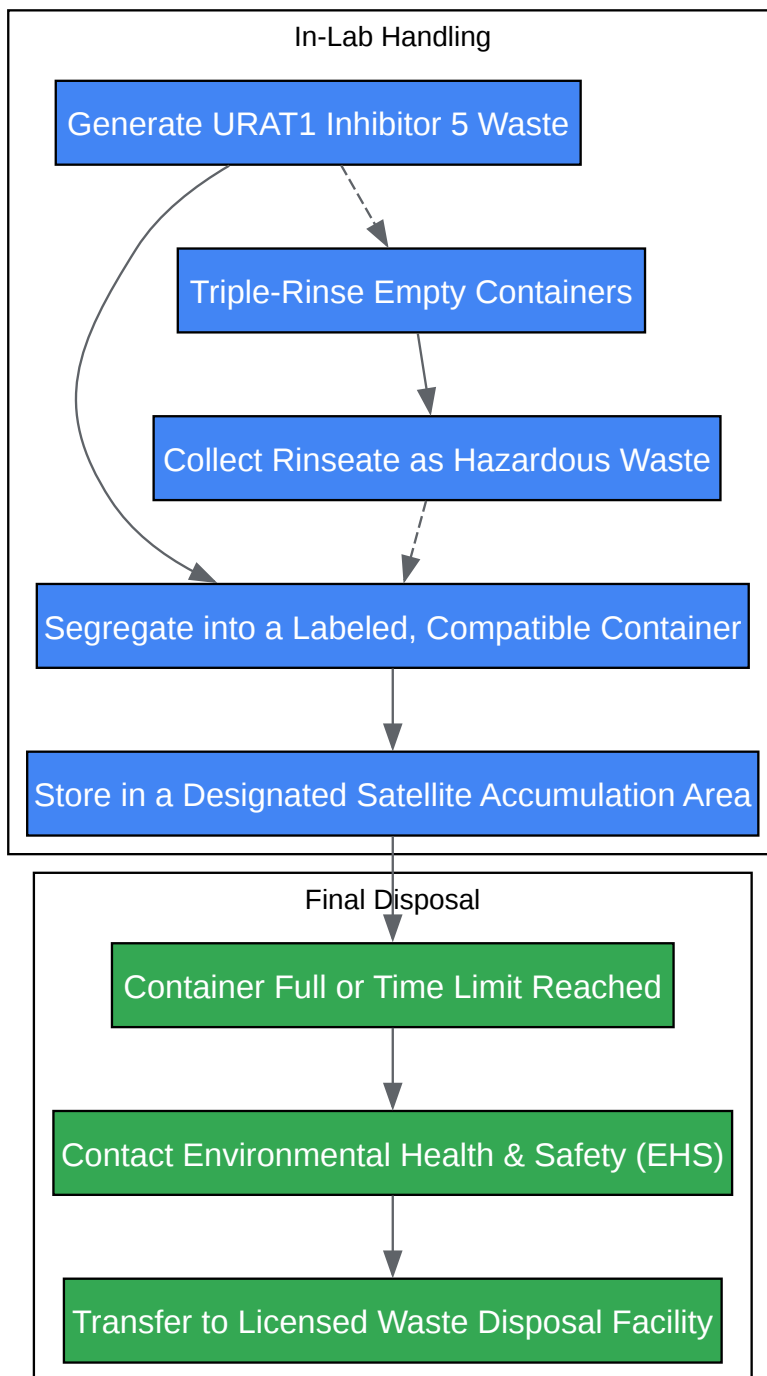 In-Lab Handling
Generate URAT1 Inhibitor 5 Waste
Triple-Rinse Empty Containers
Collect Rinseate as Hazardous Waste
Segregate into a Labeled, Compatible Container
Store in a Designated Satellite Accumulation Area
Final Disposal
Container Full or Time Limit Reached
Contact Environmental Health & Safety (EHS)
Transfer to Licensed Waste Disposal Facility